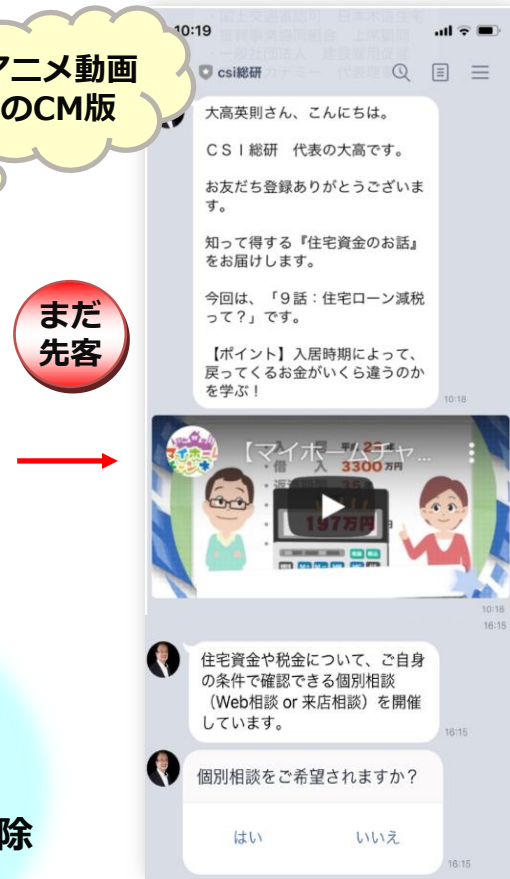 アニメ動画
のCM版
まだ
先客
除
10:19
csi総研
大高英則さん、こんにちは。
CSI総研　代表の大高です。
お友だち登録ありがとうございま
す。
知って得する『住宅資金のお話』
をお届けします。
今回は、「9話：住宅ローン減税
って？」です。
【ポイント】入居時期によって、
戻ってくるお金がいくら違うのか
を学ぶ！
10:18
【マイホームチャ...
・借　入　3300万円
197万円
10:18
16:15
住宅資金や税金について、ご自身
の条件で確認できる個別相談
（Web相談 or 来店相談）を開催
しています。
16:15
個別相談をご希望されますか？
はい　いいえ
16:15